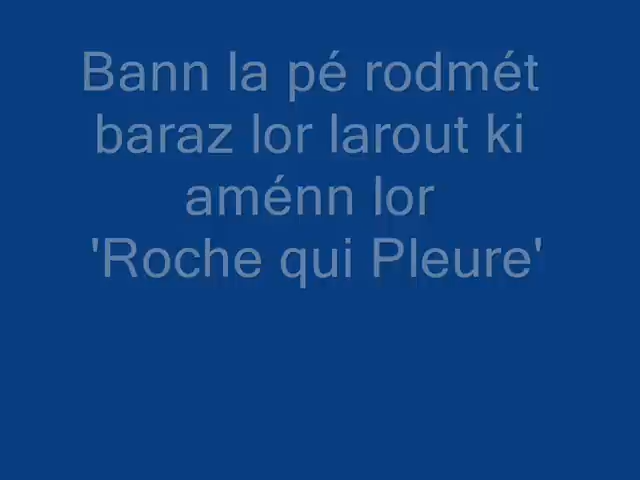 Bann la pé rodmét
baraz lor larout ki
aménn lor
'Roche qui Pleure'